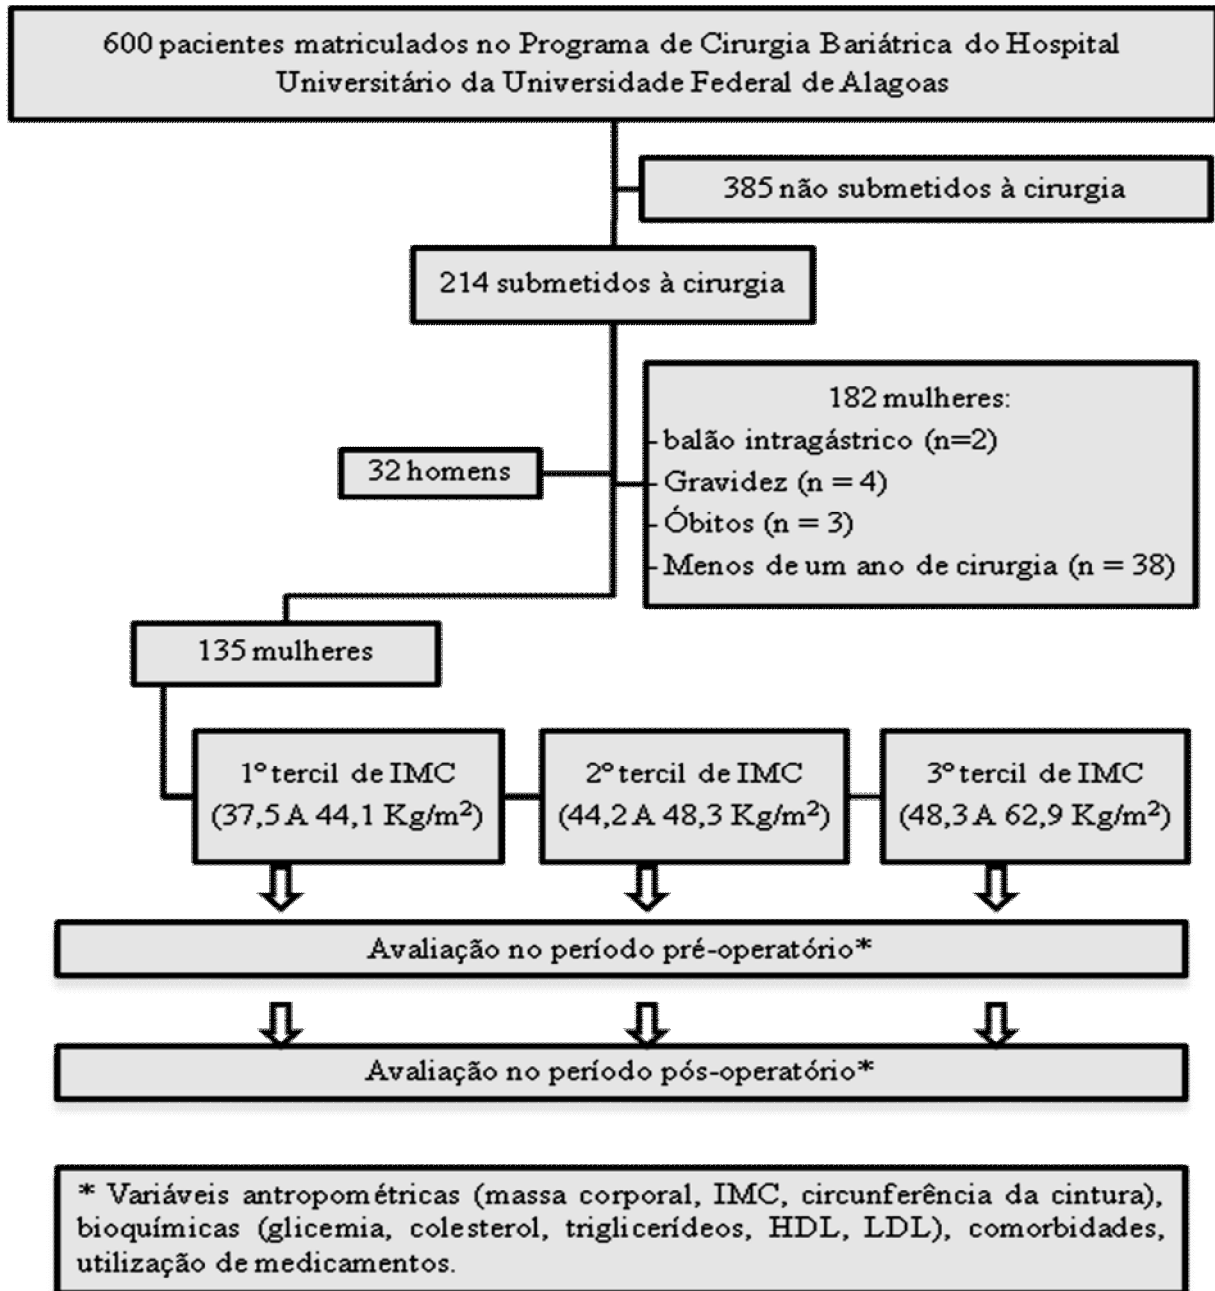 600 pacientes matriculados no Programa de Cirurgia Bariátrica do Hospital
Universitário da Universidade Federal de Alagoas
385 não submetidos à cirurgia
214 submetidos à cirurgia
182 mulheres:
- balão intragástrico (n=2)
- Gravidez (n = 4)
- Óbitos (n = 3)
- Menos de um ano de cirurgia (n = 38)
32 homens
135 mulheres
1º tercil de IMC
(37,5 A 44,1 Kg/m²)
2º tercil de IMC
(44,2 A 48,3 Kg/m²)
3º tercil de IMC
(48,3 A 62,9 Kg/m²)
Avaliação no período pré-operatório*
Avaliação no período pós-operatório*
* Variáveis antropométricas (massa corporal, IMC, circunferência da cintura),
bioquímicas (glicemia, colesterol, triglicerídeos, HDL, LDL), comorbidades,
utilização de medicamentos.